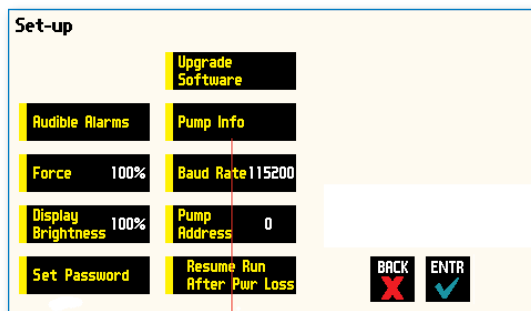 Set-up
Upgrade
Software
Audible Alarms
Pump Info
Force 100%
Baud Rate 115200
Display
Brightness 100%
Pump
Address 0
Set Password
Resume Run
After Pwr Loss
BACK
ENTR